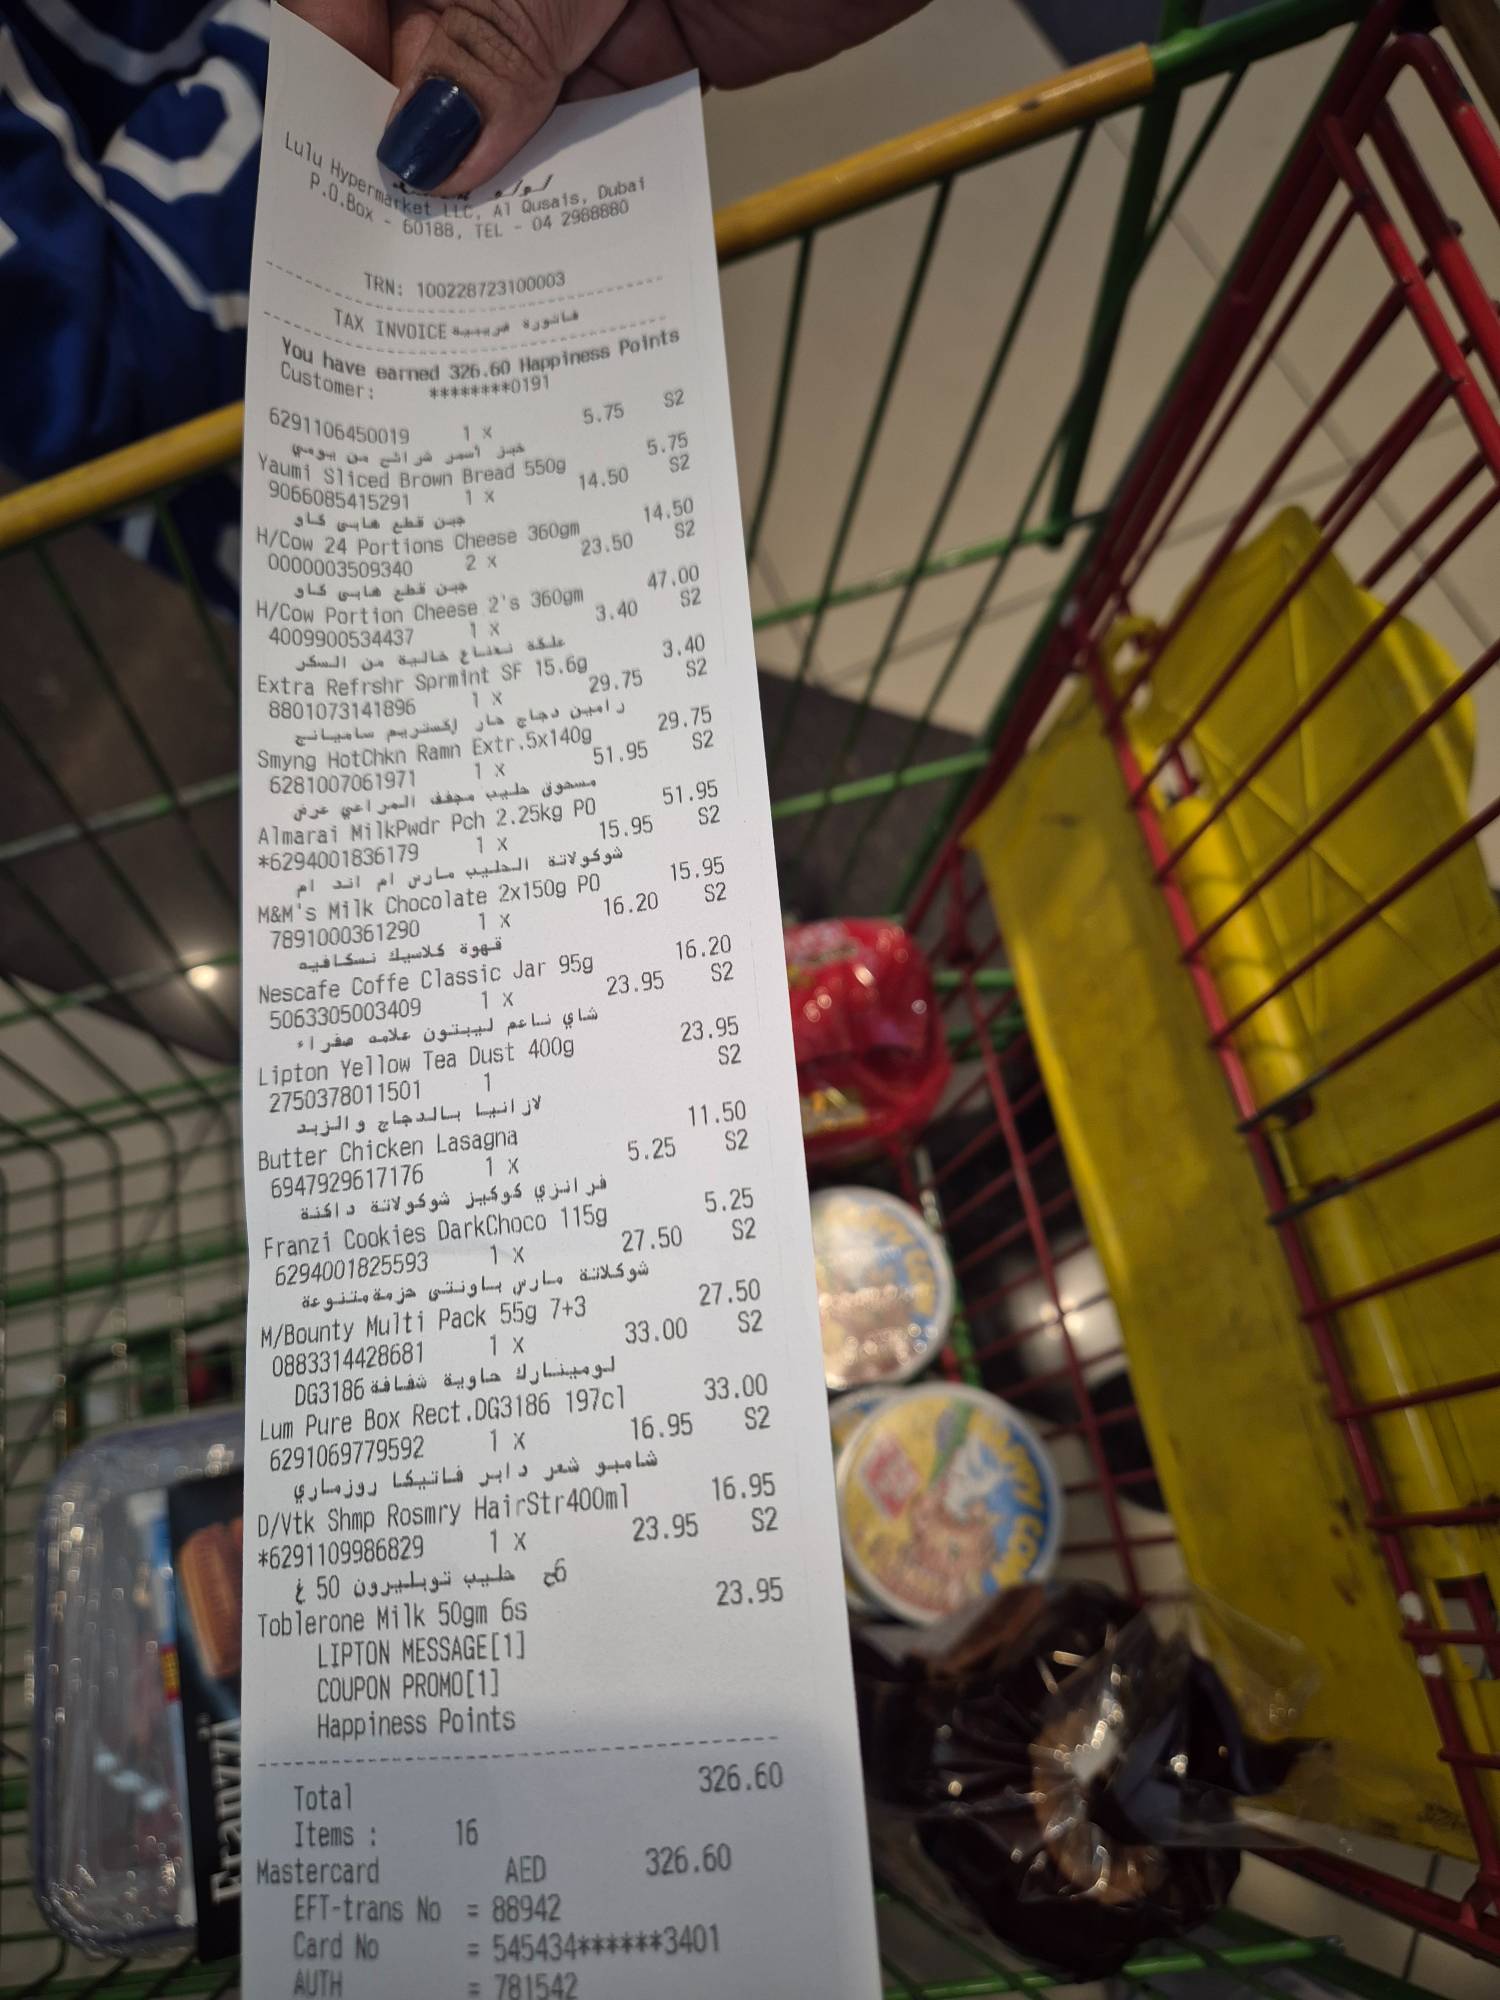 لولو
Lulu Hypermarket LLC, Al Qusais, Dubai
P.O.Box - 60188, TEL - 04 2988880
TRN: 100228723100003
TAX INVOICE فاتورة ضريبية
You have earned 326.60 Happiness Points
Customer: ********0191
6291106450019 1 x 5.75 S2
خبز أسمر شرائح من يومي
Yaumi Sliced Brown Bread 550g 5.75
9066085415291 1 x 14.50 S2
جبن قطع هابي كاو
H/Cow 24 Portions Cheese 360gm 14.50
0000003509340 2 x 23.50 S2
جبن قطع هابي كاو
H/Cow Portion Cheese 2's 360gm 47.00
4009900534437 1 x 3.40 S2
علكة نعناع خالية من السكر
Extra Refrshr Sprmint SF 15.6g 3.40
8801073141896 1 x 29.75 S2
رامين دجاج حار إكستريم ساميانج
Smyng HotChkn Ramn Extr.5x140g 29.75
6281007061971 1 x 51.95 S2
مسحوق حليب مجفف المراعي عرض
Almarai MilkPwdr Pch 2.25kg PO 51.95
*6294001836179 1 x 15.95 S2
شوكولاتة الحليب مارس ام اند ام
M&M's Milk Chocolate 2x150g PO 15.95
7891000361290 1 x 16.20 S2
قهوة كلاسيك نسكافيه
Nescafe Coffe Classic Jar 95g 16.20
5063305003409 1 x 23.95 S2
شاي ناعم ليبتون علامه صفراء
Lipton Yellow Tea Dust 400g 23.95
2750378011501 1 S2
لازانيا بالدجاج والزبد
Butter Chicken Lasagna 11.50
6947929617176 1 x 5.25 S2
فرانزي كوكيز شوكولاتة داكنة
Franzi Cookies DarkChoco 115g 5.25
6294001825593 1 x 27.50 S2
شوكلاتة مارس باونتي حزمة متنوعة
M/Bounty Multi Pack 55g 7+3 27.50
0883314428681 1 x 33.00 S2
لومينارك حاوية شفافة DG3186
Lum Pure Box Rect.DG3186 197cl 33.00
6291069779592 1 x 16.95 S2
شامبو شعر دابر فاتيكا روزماري
D/Vtk Shmp Rosmry HairStr400ml 16.95
*6291109986829 1 x 23.95 S2
6ح حليب توبليرون 50 غ
Toblerone Milk 50gm 6s 23.95
LIPTON MESSAGE[1]
COUPON PROMO[1]
Happiness Points
Total 326.60
Items : 16
Mastercard AED 326.60
EFT-trans No = 88942
Card No = 545434******3401
AUTH = 781542
Franzi
HAPPY COW